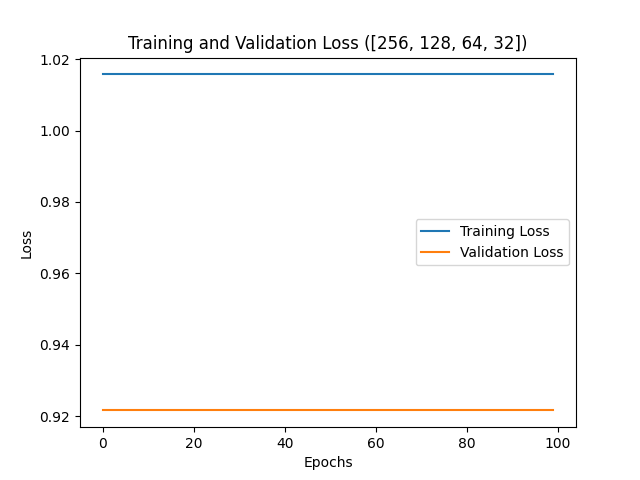 Training and Validation Loss ([256, 128, 64, 32])
1.02
1.00
0.98
0.96
0.94
0.92
Loss
Training Loss
Validation Loss
0 20 40 60 80 100
Epochs